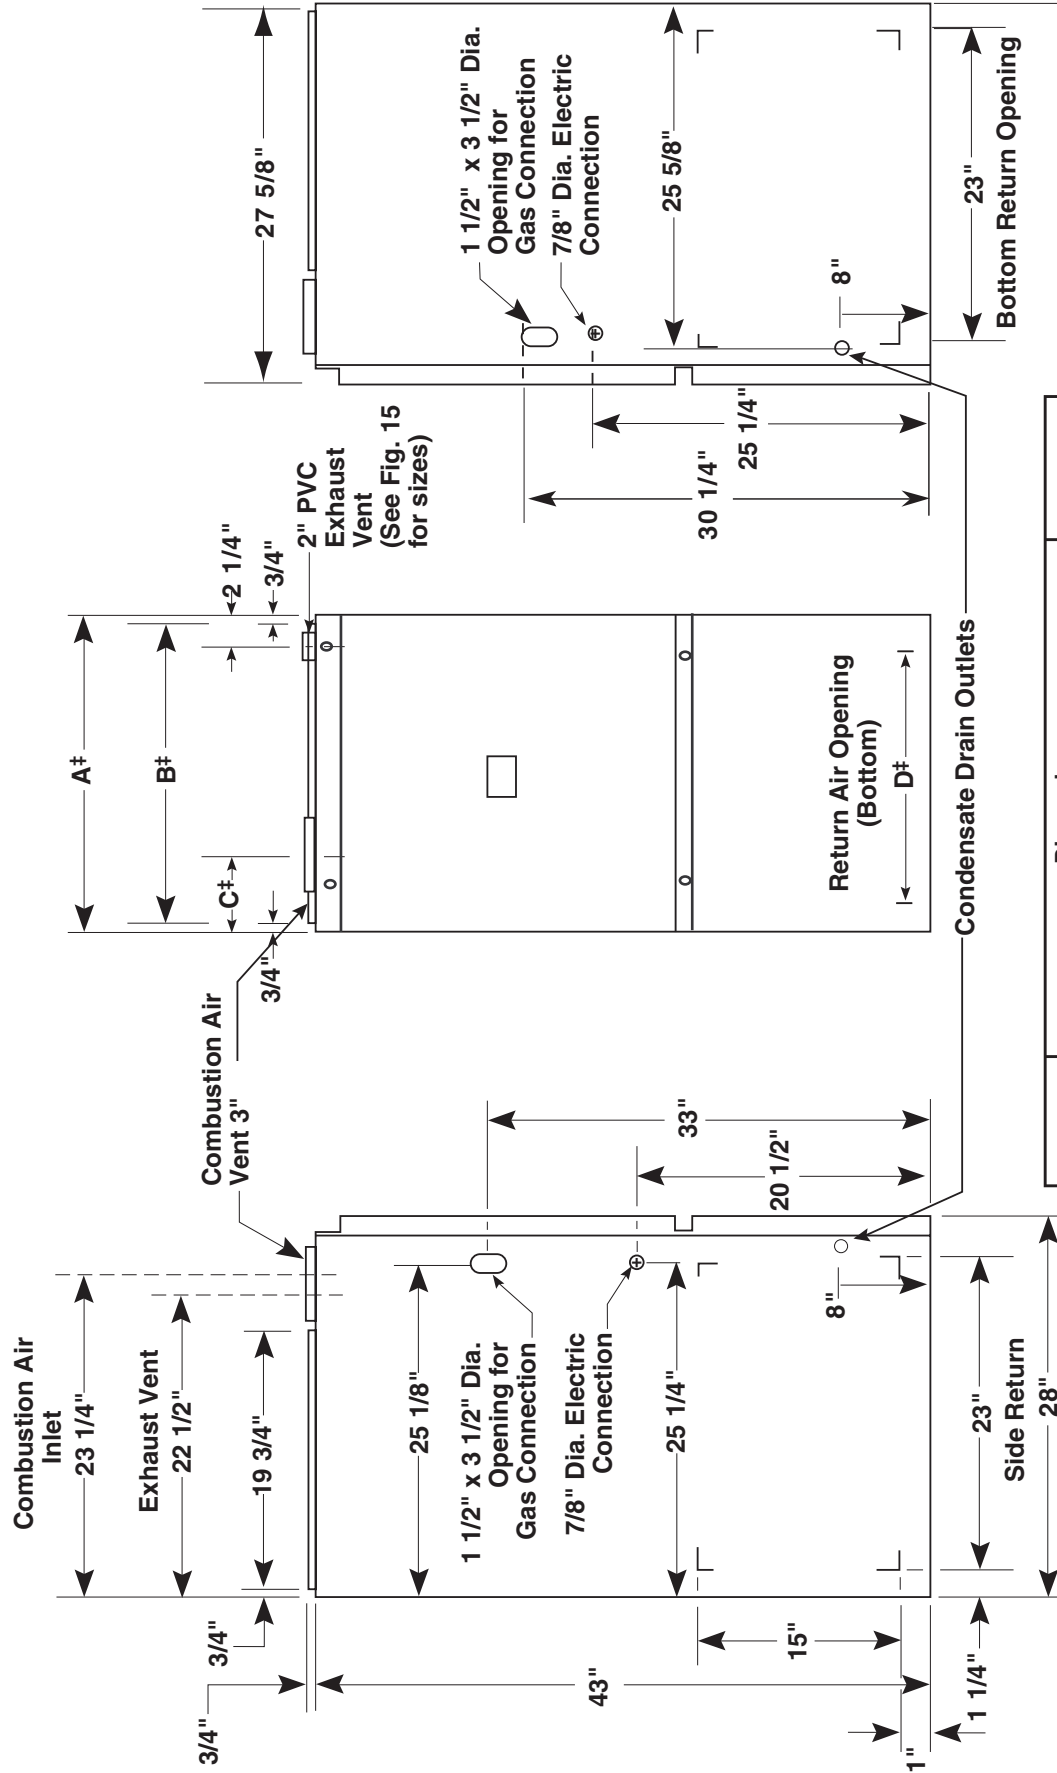 Combustion Air
Inlet
23 1/4"
Exhaust Vent
22 1/2"
19 3/4"
3/4"
3/4"
25 1/8"
1 1/2" x 3 1/2" Dia.
Opening for
Gas Connection
7/8" Dia. Electric
Connection
25 1/4"
43"
15"
1"
1 1/4"
8"
23"
Side Return
28"
33"
20 1/2"
Combustion Air
Vent 3"
A‡
B‡
C‡
3/4"
2 1/4"
3/4"
2" PVC
Exhaust
Vent
(See Fig. 15
for sizes)
Return Air Opening
(Bottom)
D‡
Condensate Drain Outlets
27 5/8"
1 1/2" x 3 1/2" Dia.
Opening for
Gas Connection
7/8" Dia. Electric
Connection
25 5/8"
30 1/4"
25 1/4"
8"
23"
Bottom Return Opening